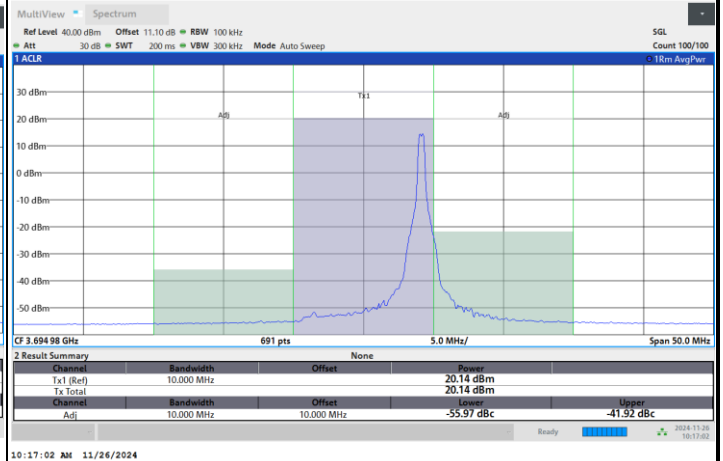 MultiView Spectrum
Ref Level 40.00 dBm Offset 11.10 dB RBW 100 kHz SGL
Att 30 dB SWT 200 ms VBW 300 kHz Mode Auto Sweep Count 100/100
1 ACLR 1Rm AvgPwr
30 dBm
Tx1
20 dBm Adj Adj
10 dBm
0 dBm
-10 dBm
-20 dBm
-30 dBm
-40 dBm
-50 dBm
CF 3.694 98 GHz 691 pts 5.0 MHz/ Span 50.0 MHz
2 Result Summary None
Channel Bandwidth Offset Power
Tx1 (Ref) 10.000 MHz 20.14 dBm
Tx Total 20.14 dBm
Channel Bandwidth Offset Lower Upper
Adj 10.000 MHz 10.000 MHz -55.97 dBc -41.92 dBc
Ready 2024-11-26
10:17:02
10:17:02 AM 11/26/2024